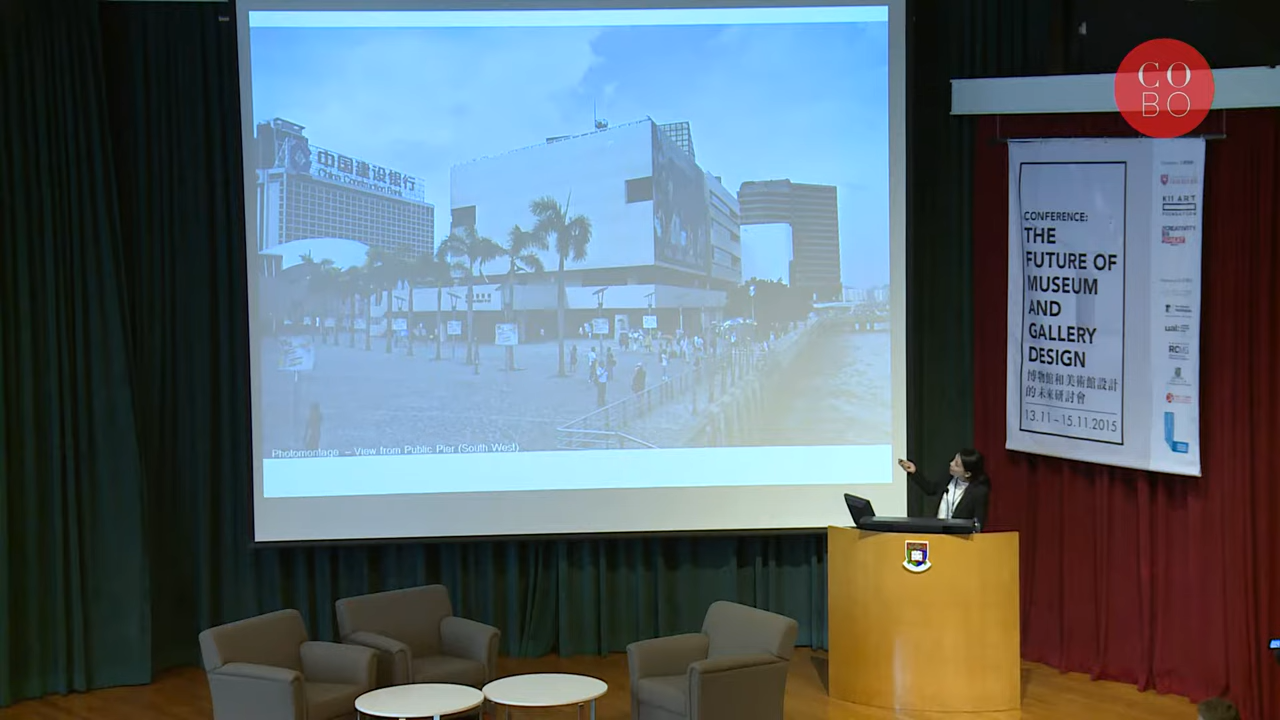 CO
BO
中国建设银行
China Construction Bank
Photomontage – View from Public Pier (South West)
CONFERENCE:
THE
FUTURE OF
MUSEUM
AND
GALLERY
DESIGN
博物館和美術館設計
的未來研討會
13.11 – 15.11.2015
K11 ART
FOUNDATION